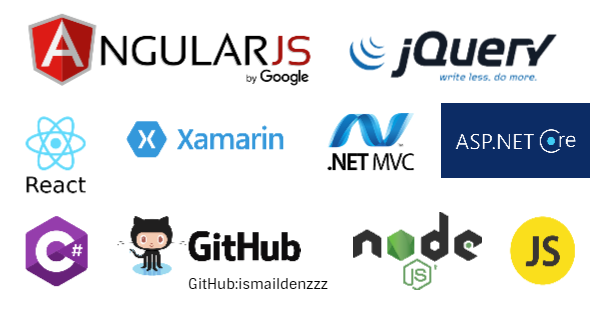 ANGULARJS
by Google
jQuery
write less. do more.
React
X Xamarin
.NET MVC
ASP.NET Core
C#
GitHub
GitHub:ismaildenzzz
node
JS
JS